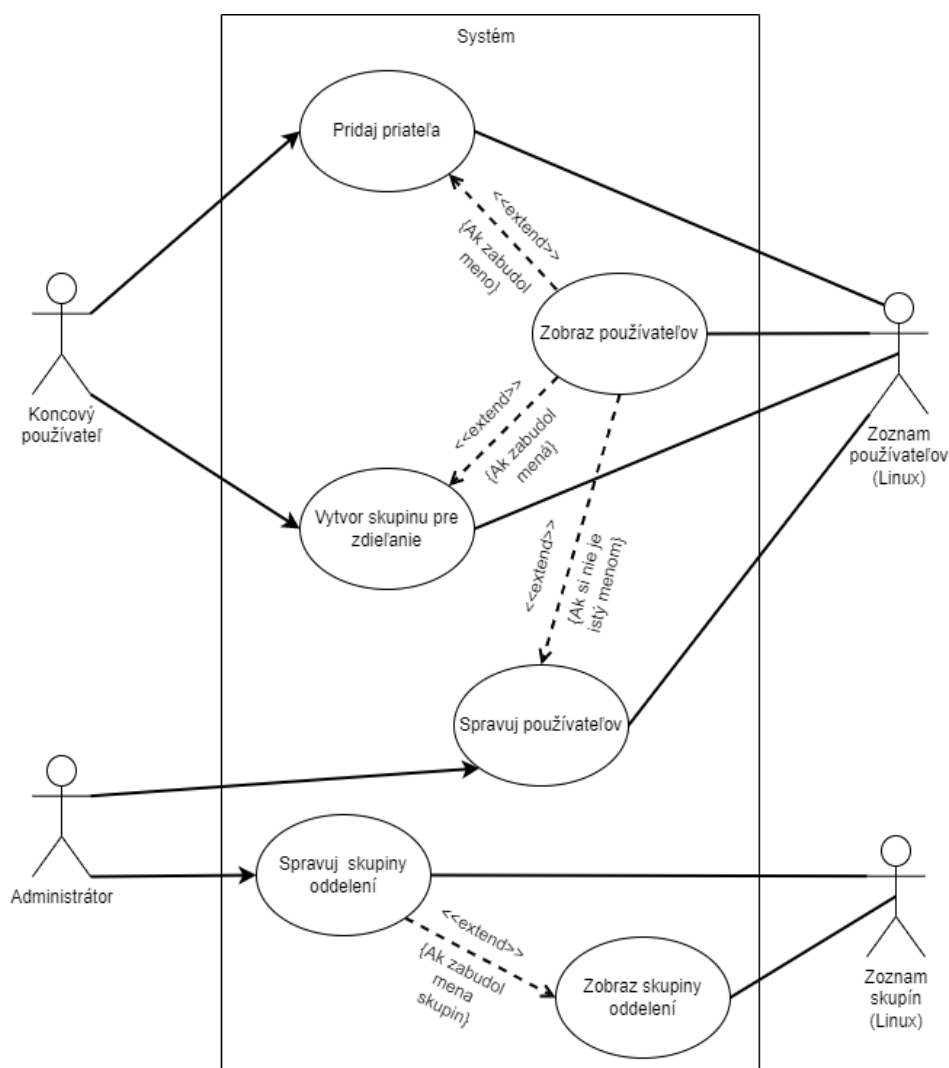 Systém
Pridaj priateľa
<<extend>>
{Ak zabudol
meno}
Zobraz používateľov
Koncový
používateľ
Zoznam
používateľov
(Linux)
<<extend>>
{Ak zabudol
mená}
Vytvor skupinu pre
zdieľanie
<<extend>>
{Ak si nie je
istý menom}
Spravuj používateľov
Administrátor
Spravuj skupiny
oddelení
<<extend>>
{Ak zabudol
mena
skupin}
Zobraz skupiny
oddelení
Zoznam
skupín
(Linux)